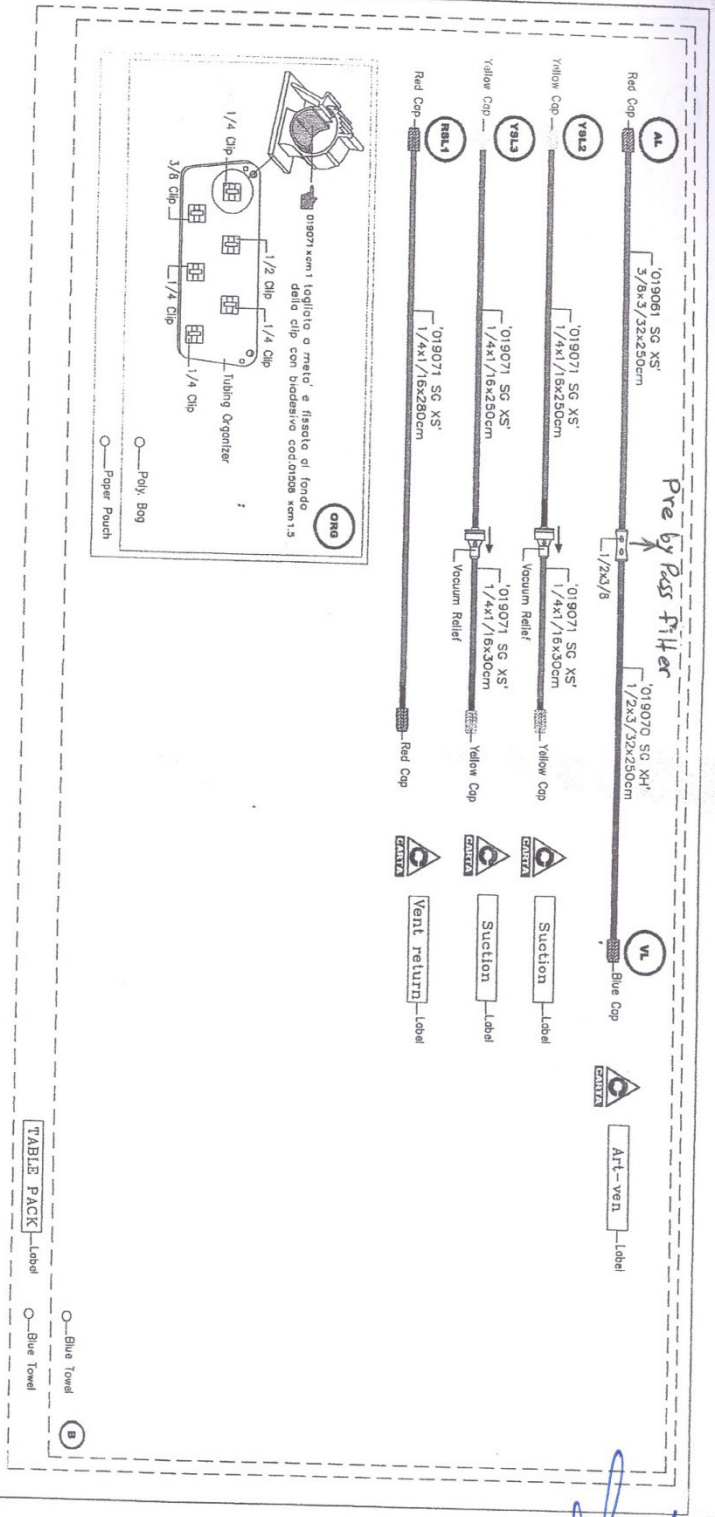 Pre by Pass filter
AL
Red Cap
'019061 SG XS'
3/8x3/32x250cm
1/2x3/8
'019070 SG XH'
1/2x3/32x250cm
VL
Blue Cap
CARTA
Art-ven
Label
YSL2
Yellow Cap
'019071 SG XS'
1/4x1/16x250cm
Vacuum Relief
'019071 SG XS'
1/4x1/16x30cm
Yellow Cap
CARTA
Suction
Label
YSL3
Yellow Cap
'019071 SG XS'
1/4x1/16x250cm
Vacuum Relief
'019071 SG XS'
1/4x1/16x30cm
Yellow Cap
CARTA
Suction
Label
RSL1
Red Cap
'019071 SG XS'
1/4x1/16x280cm
Red Cap
CARTA
Vent return
Label
ORG
019071 xcm1 tagliato a meta' e fissato al fondo
della clip con biadesivo cod.01508 xcm 1.5
1/4 Clip
1/2 Clip
1/4 Clip
3/8 Clip
1/4 Clip
1/4 Clip
Tubing Organizer
Poly. Bag
Paper Pouch
Blue Towel
B
TABLE PACK
Label
Blue Towel